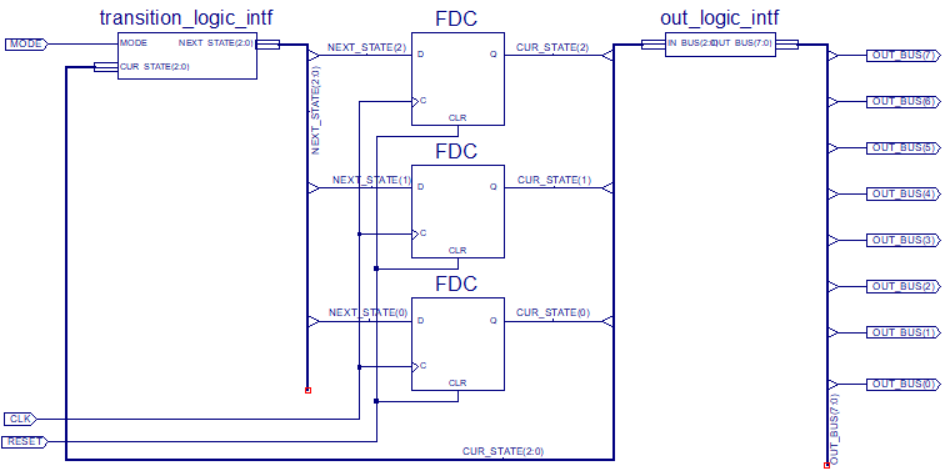 transition_logic_intf
FDC
out_logic_intf
MODE
MODE
NEXT STATE(2:0)
CUR STATE(2:0)
NEXT_STATE(2:0)
NEXT_STATE(2)
D
Q
C
CLR
CUR_STATE(2)
IN BUS(2:0)
OUT BUS(7:0)
OUT_BUS(7)
OUT_BUS(6)
OUT_BUS(5)
OUT_BUS(4)
OUT_BUS(3)
OUT_BUS(2)
OUT_BUS(1)
OUT_BUS(0)
FDC
NEXT_STATE(1)
D
Q
C
CLR
CUR_STATE(1)
FDC
NEXT_STATE(0)
D
Q
C
CLR
CUR_STATE(0)
CLK
RESET
CUR_STATE(2:0)
OUT_BUS(7:0)